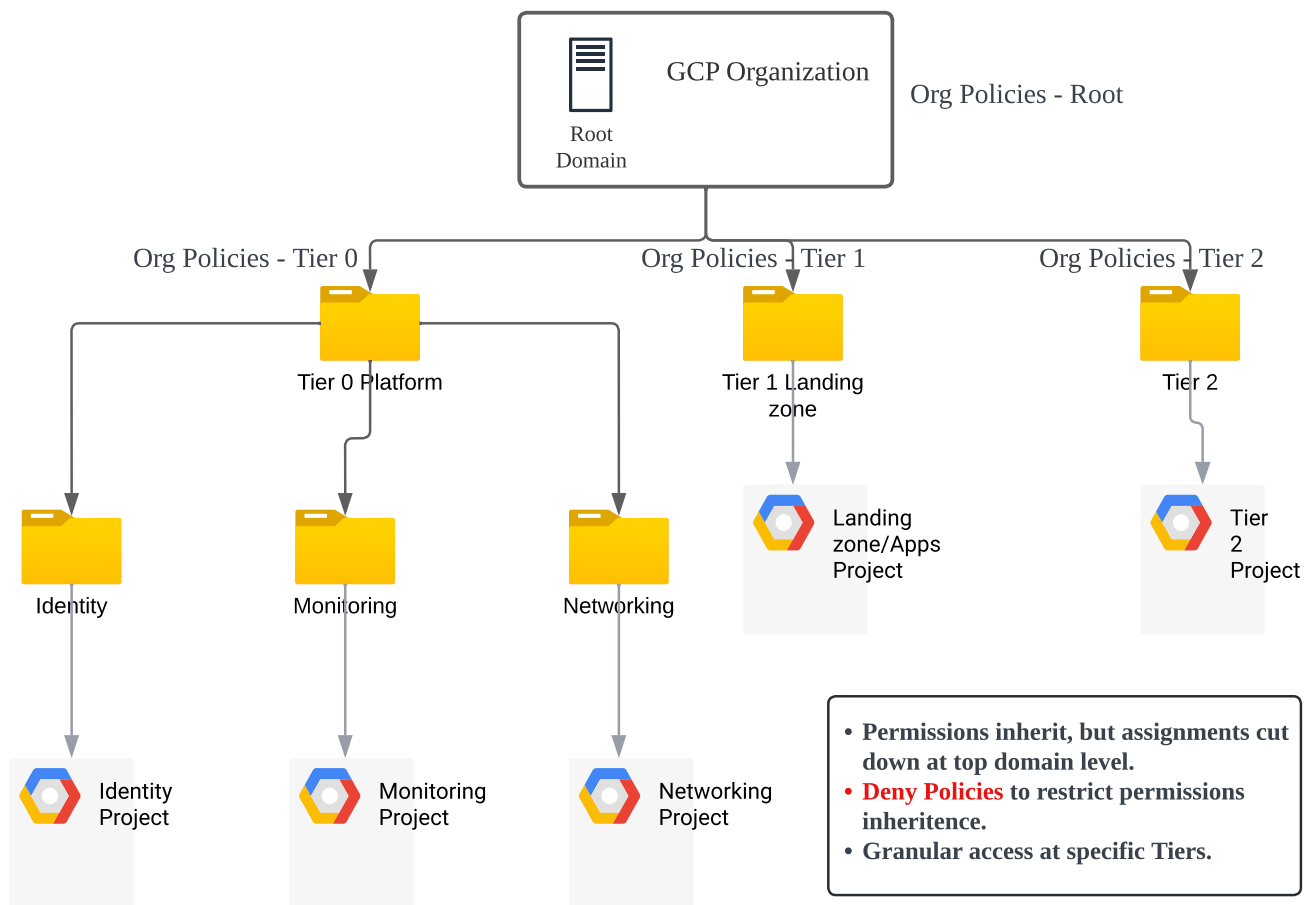 GCP Organization
Root
Domain
Org Policies - Root
Org Policies - Tier 0
Org Policies - Tier 1
Org Policies - Tier 2
Tier 0 Platform
Tier 1 Landing
zone
Tier 2
Identity
Monitoring
Networking
Landing
zone/Apps
Project
Tier
2
Project
Identity
Project
Monitoring
Project
Networking
Project
• Permissions inherit, but assignments cut
down at top domain level.
• Deny Policies to restrict permissions
inheritence.
• Granular access at specific Tiers.